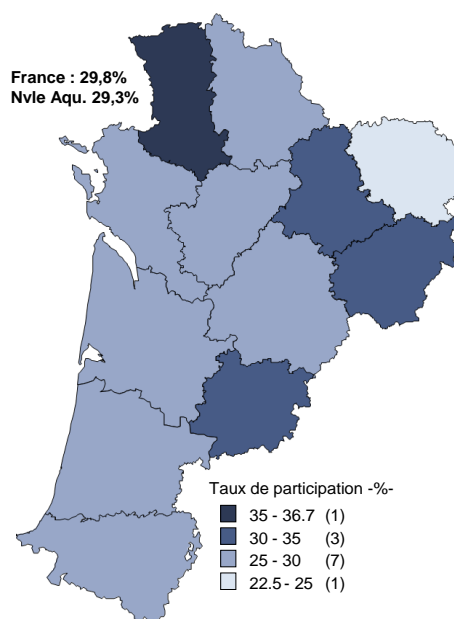 France : 29,8%
Nvle Aqu. 29,3%
Taux de participation -%-
35 - 36.7 (1)
30 - 35 (3)
25 - 30 (7)
22.5 - 25 (1)